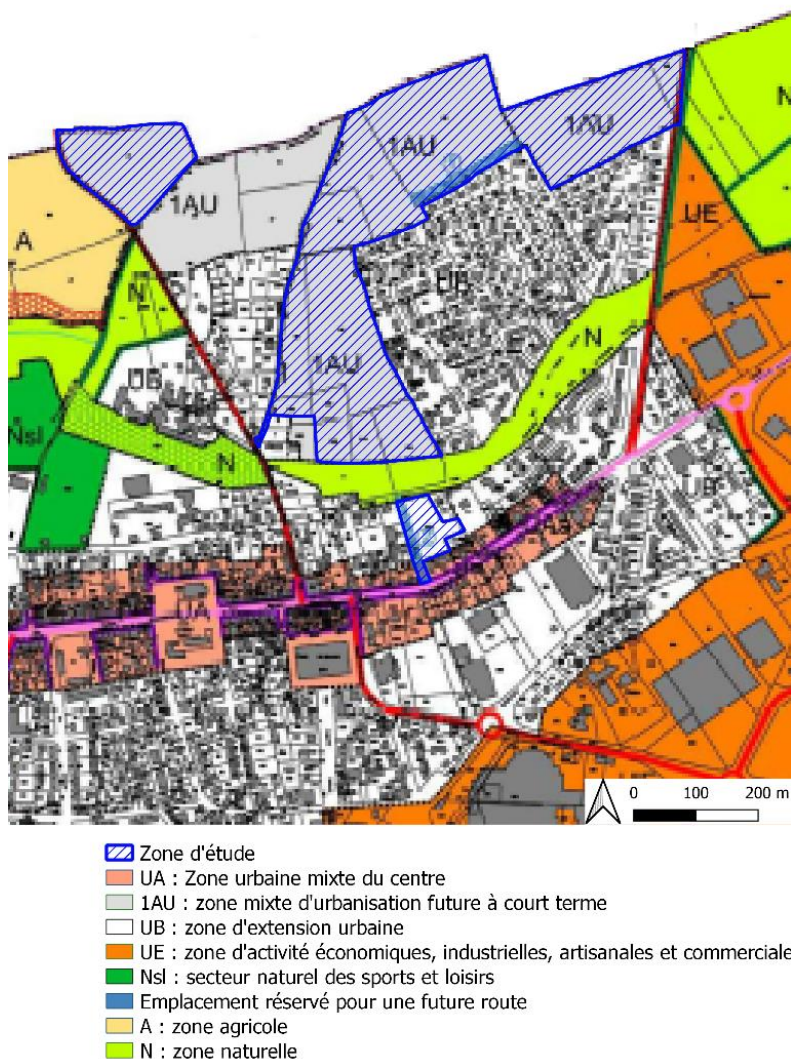 N
1AU
1AU
1AU
UE
A
N
UB
N
1AU
UB
Nsl
N
UB
UA
0 100 200 m
Zone d'étude
UA : Zone urbaine mixte du centre
1AU : zone mixte d'urbanisation future à court terme
UB : zone d'extension urbaine
UE : zone d'activité économiques, industrielles, artisanales et commerciale
Nsl : secteur naturel des sports et loisirs
Emplacement réservé pour une future route
A : zone agricole
N : zone naturelle